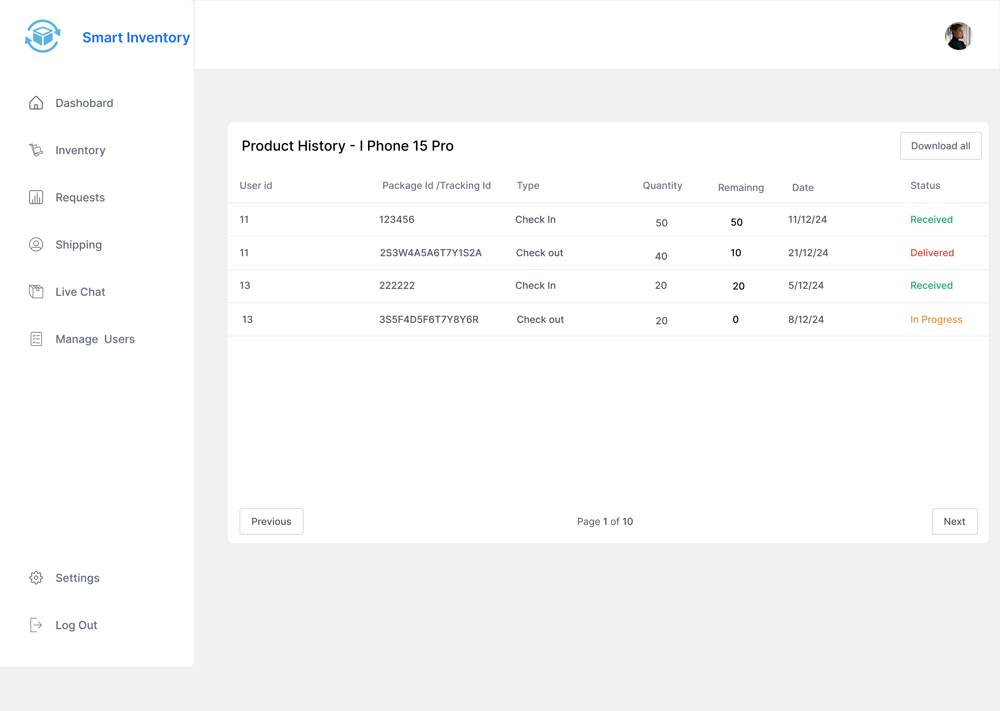 Smart Inventory
Dashobard
Inventory
Requests
Shipping
Live Chat
Manage Users
Settings
Log Out
Product History - I Phone 15 Pro
Download all
User id Package Id /Tracking Id Type Quantity Remainng Date Status
11 123456 Check In 50 50 11/12/24 Received
11 2S3W4A5A6T7Y1S2A Check out 40 10 21/12/24 Delivered
13 222222 Check In 20 20 5/12/24 Received
13 3S5F4D5F6T7Y8Y6R Check out 20 0 8/12/24 In Progress
Previous Page 1 of 10 Next